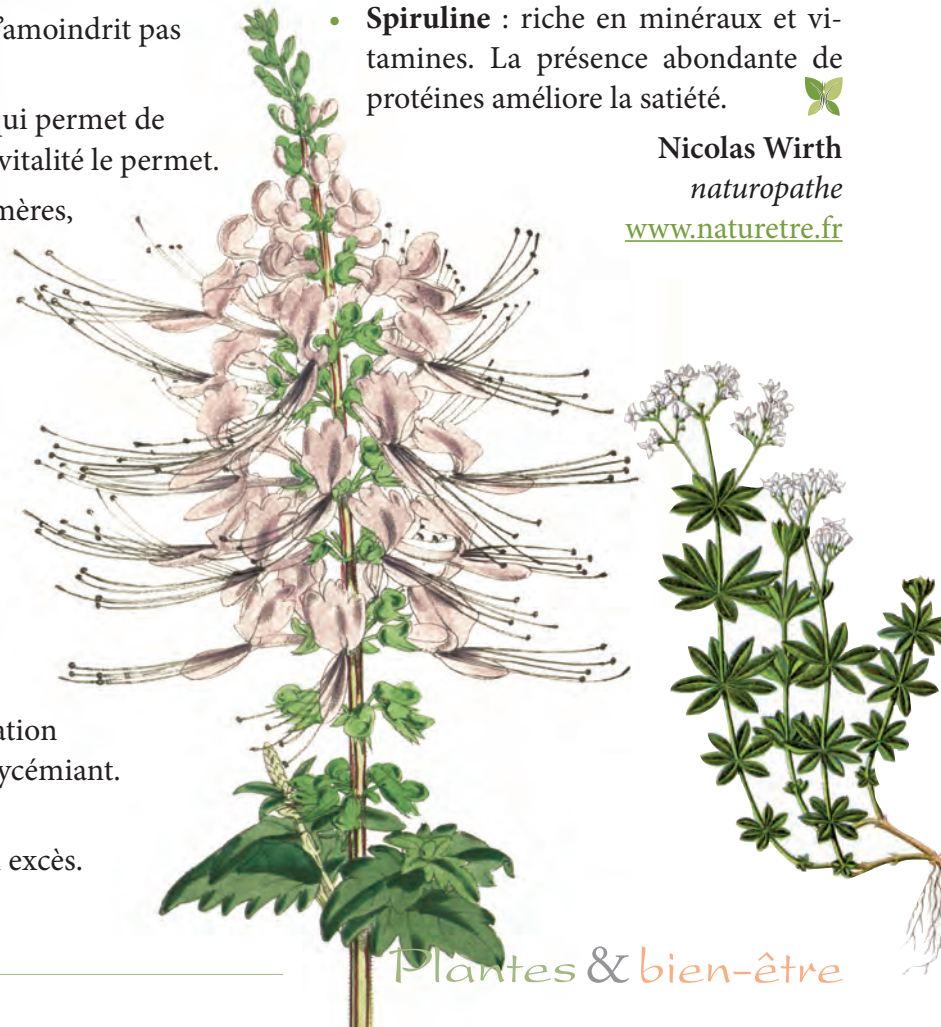 ’amoindrit pas
ui permet de
vitalité le permet.
nères,
ation
ycémiant.
excès.
• Spiruline : riche en minéraux et vi-
tamines. La présence abondante de
protéines améliore la satiété.
Nicolas Wirth
naturopathe
www.naturetre.fr
Plantes & bien-être